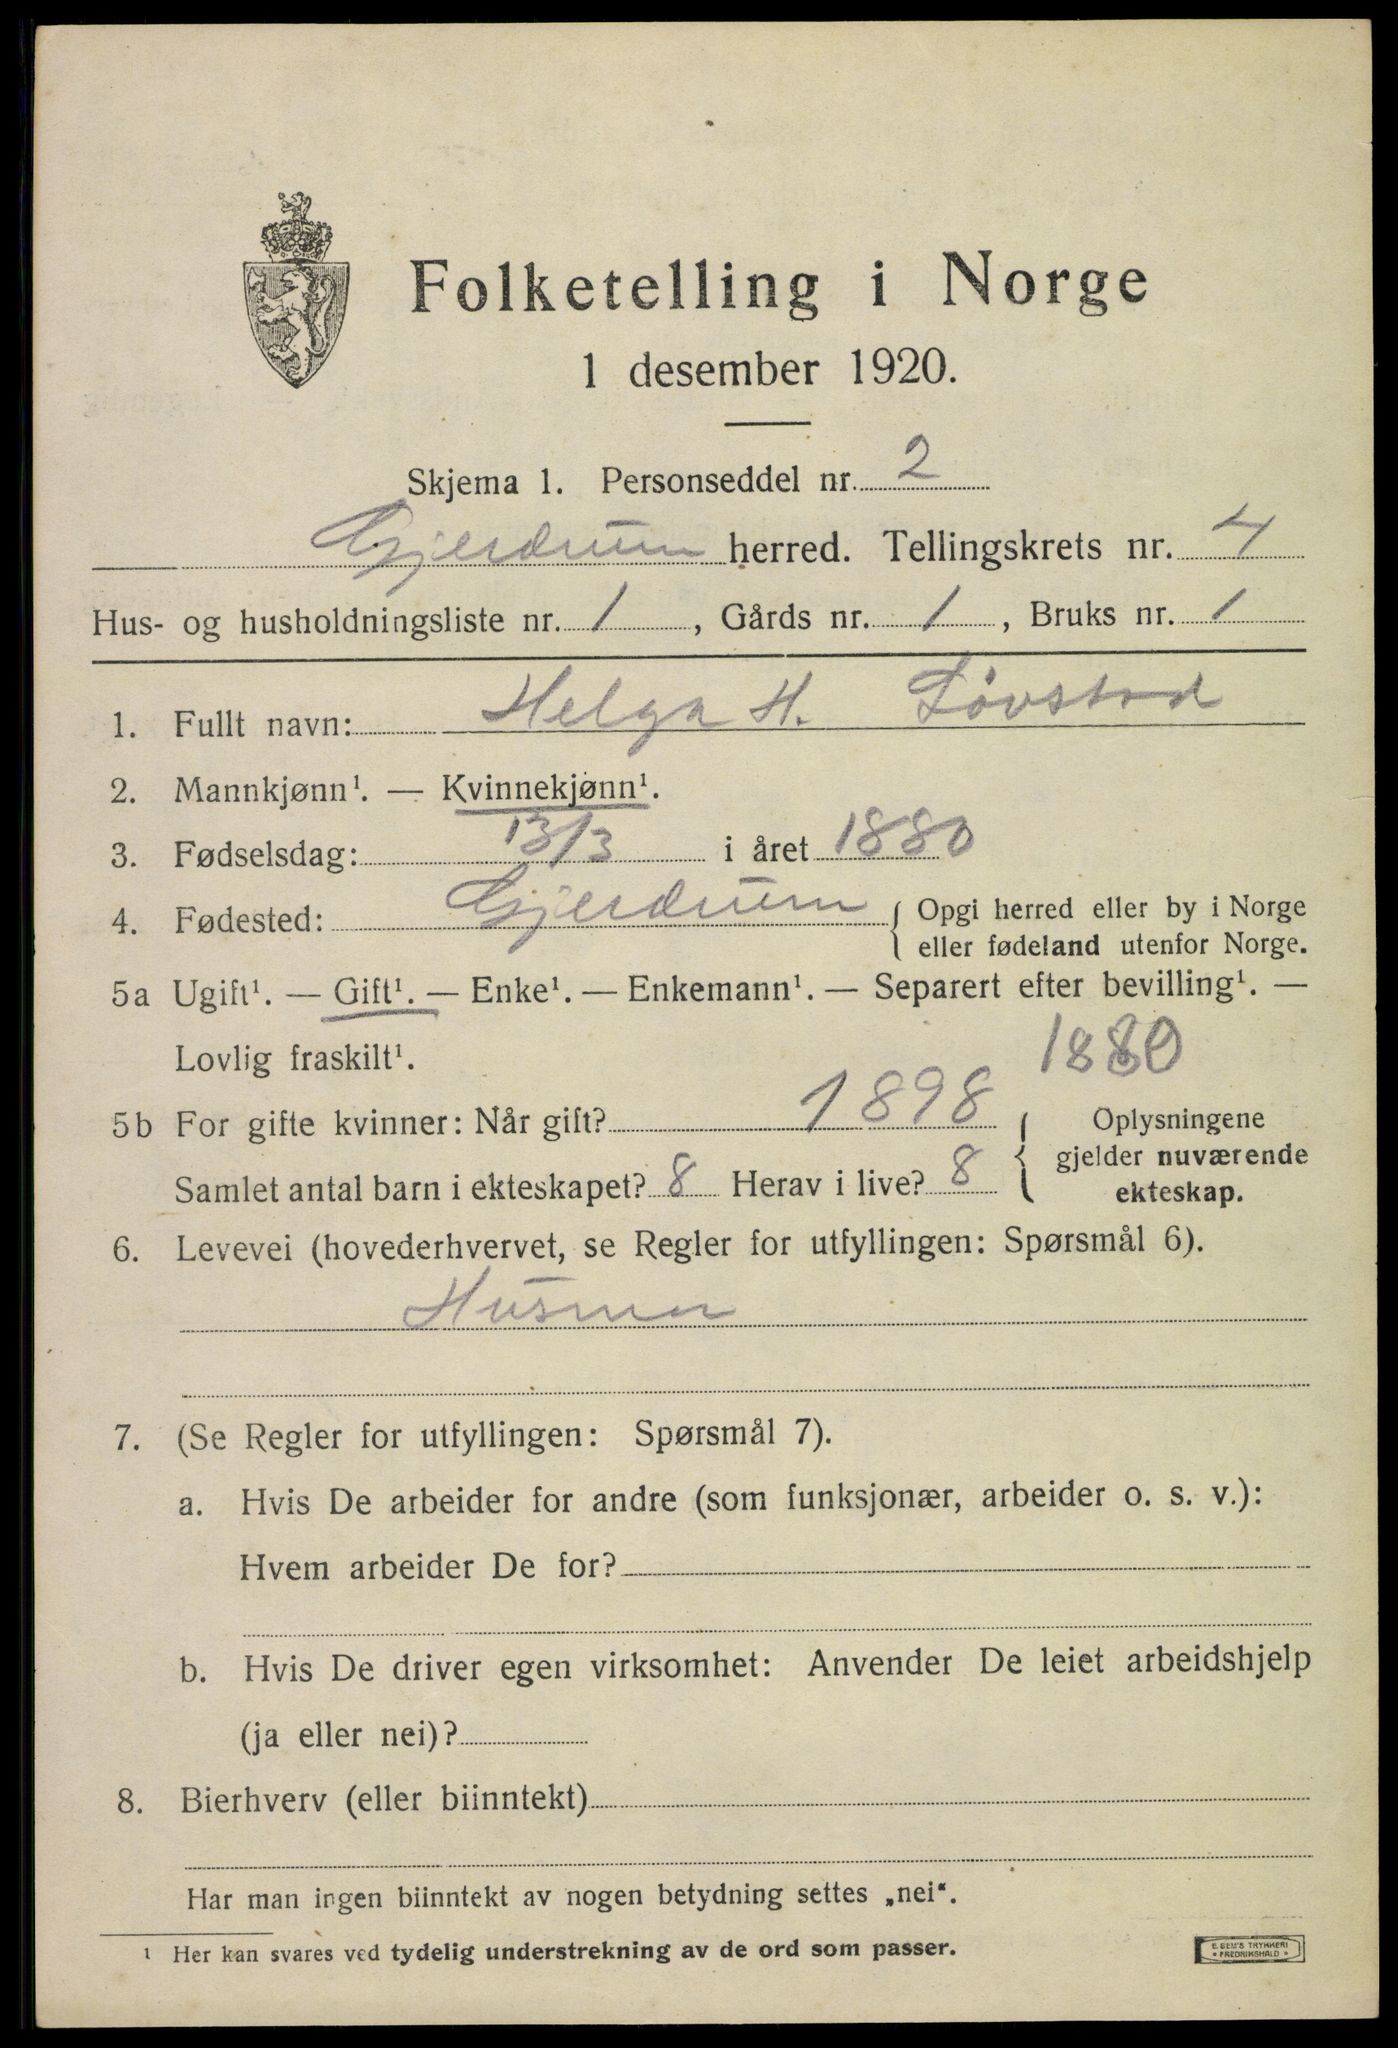 Folketelling i Norge
1 desember 1920.
Skjema 1. Personseddel nr. 2
Gjerdrum herred. Tellingskrets nr. 4
Hus- og husholdningsliste nr. 1, Gårds nr. 1, Bruks nr. 1
1. Fullt navn: Helga H. Løvstad
2. Mannkjønn¹. — Kvinnekjønn¹.
3. Fødselsdag: 13/3 i året 1880
4. Fødested: Gjerdrum { Opgi herred eller by i Norge
eller fødeland utenfor Norge.
5a Ugift¹. — Gift¹. — Enke¹. — Enkemann¹. — Separert efter bevilling¹. —
Lovlig fraskilt¹. 1880
5b For gifte kvinner: Når gift? 1898 { Oplysningene
gjelder nuværende
ekteskap.
Samlet antal barn i ekteskapet? 8 Herav i live? 8
6. Levevei (hovederhvervet, se Regler for utfyllingen: Spørsmål 6).
Husmor
7. (Se Regler for utfyllingen: Spørsmål 7).
a. Hvis De arbeider for andre (som funksjonær, arbeider o. s. v.):
Hvem arbeider De for?
b. Hvis De driver egen virksomhet: Anvender De leiet arbeidshjelp
(ja eller nei)?
8. Bierhverv (eller biinntekt)
Har man ingen biinntekt av nogen betydning settes „nei“.
¹ Her kan svares ved tydelig understrekning av de ord som passer.
E. SEM'S TRYKKERI
* FREDRIKSHALD *